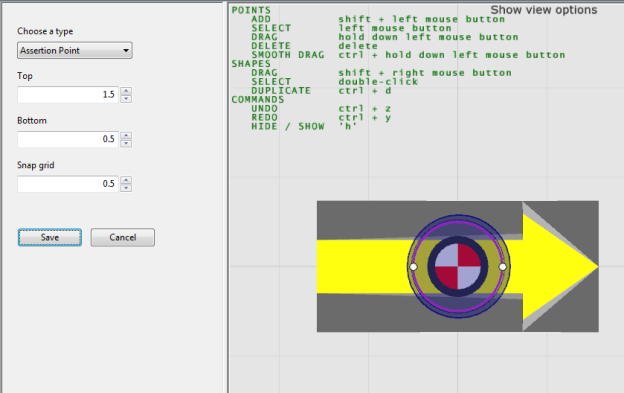 Choose a type
Assertion Point
Top
1.5
Bottom
0.5
Snap grid
0.5
Save Cancel
Show view options
POINTS
ADD shift + left mouse button
SELECT left mouse button
DRAG hold down left mouse button
DELETE delete
SMOOTH DRAG ctrl + hold down left mouse button
SHAPES
DRAG shift + right mouse button
SELECT double-click
DUPLICATE ctrl + d
COMMANDS
UNDO ctrl + z
REDO ctrl + y
HIDE / SHOW 'h'